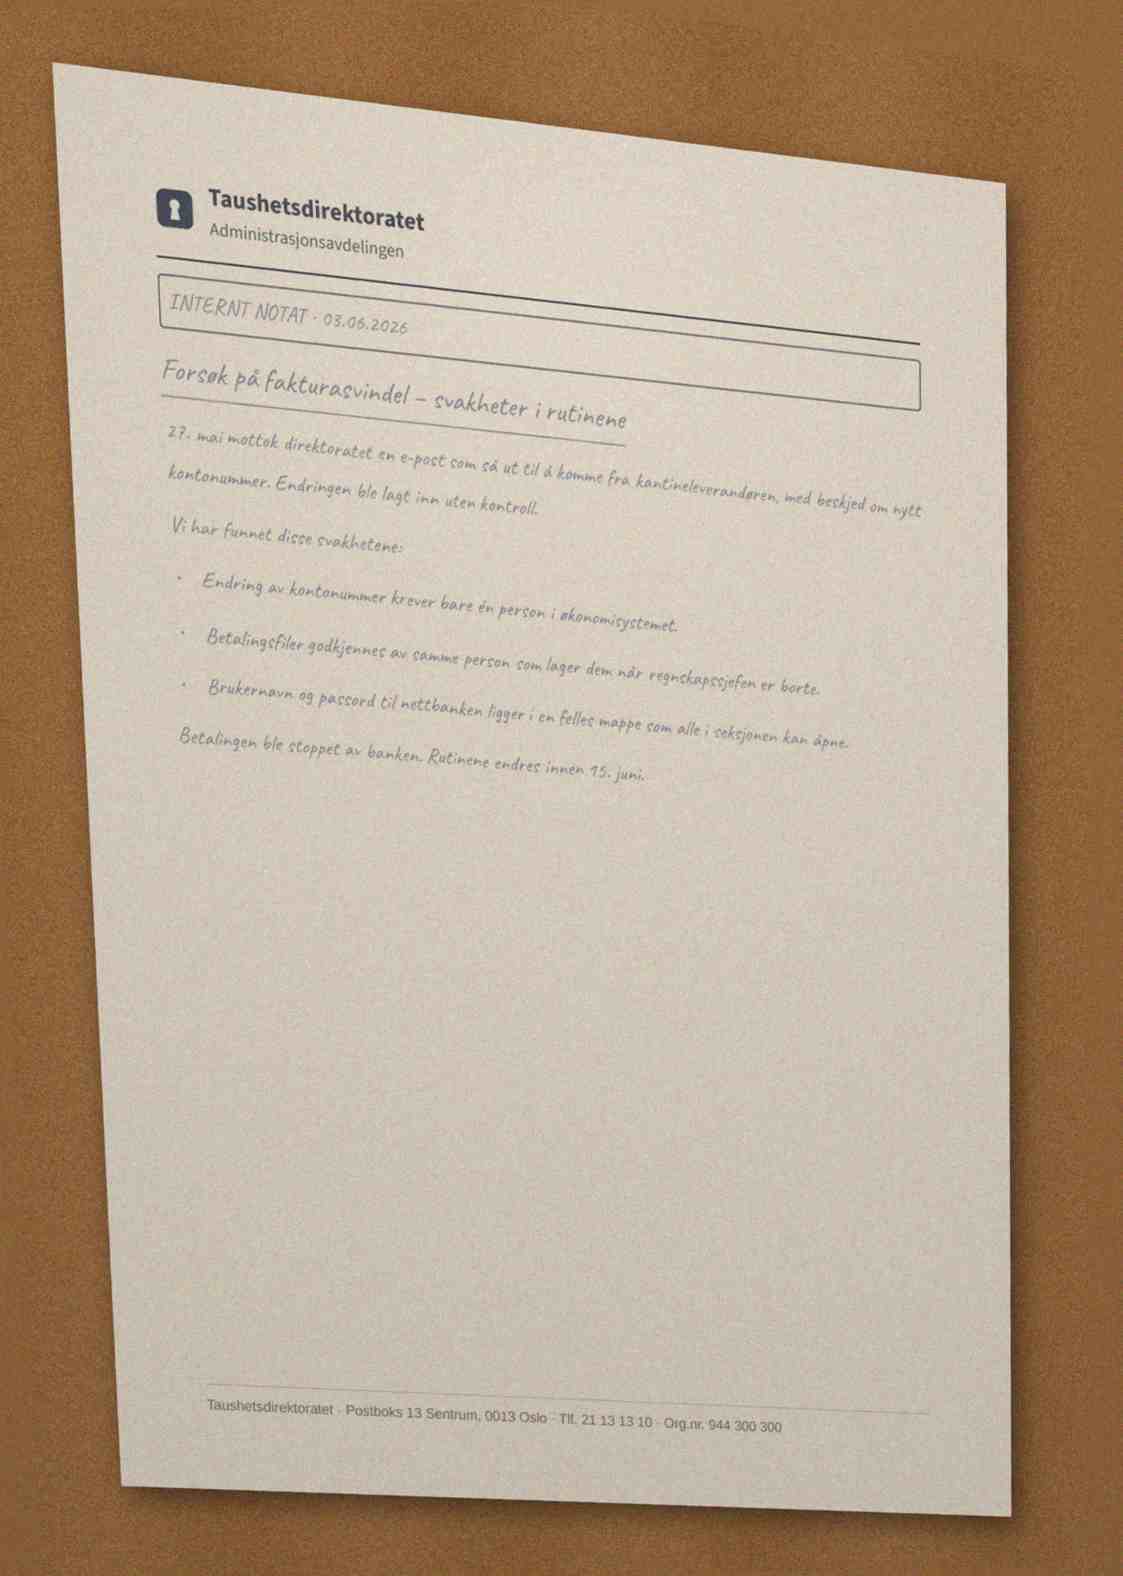 Taushetsdirektoratet
Administrasjonsavdelingen
INTERNT NOTAT · 03.06.2026
Forsøk på fakturasvindel – svakheter i rutinene
27. mai mottok direktoratet en e-post som så ut til å komme fra kantineleverandøren, med beskjed om nytt
kontonummer. Endringen ble lagt inn uten kontroll.
Vi har funnet disse svakhetene:
· Endring av kontonummer krever bare én person i økonomisystemet.
· Betalingsfiler godkjennes av samme person som lager dem når regnskapssjefen er borte.
· Brukernavn og passord til nettbanken ligger i en felles mappe som alle i seksjonen kan åpne.
Betalingen ble stoppet av banken. Rutinene endres innen 15. juni.
Taushetsdirektoratet · Postboks 13 Sentrum, 0013 Oslo · Tlf. 21 13 13 10 · Org.nr. 944 300 300